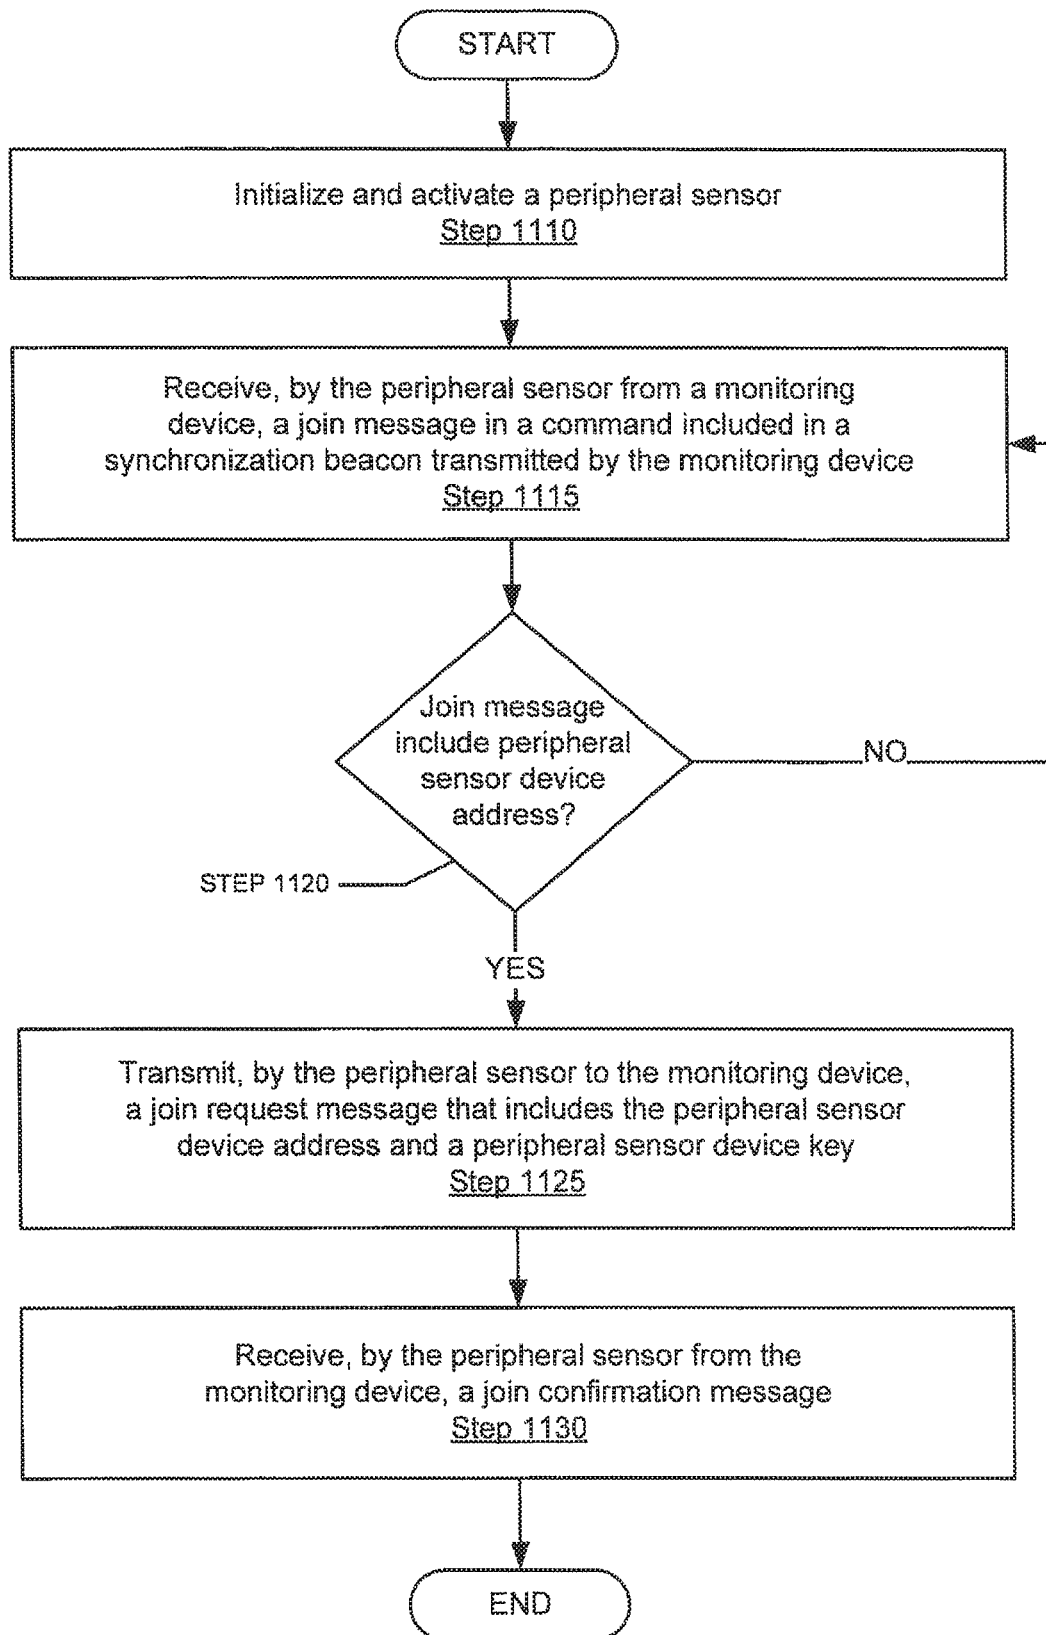 START
Initialize and activate a peripheral sensor
Step 1110
Receive, by the peripheral sensor from a monitoring
device, a join message in a command included in a
synchronization beacon transmitted by the monitoring device
Step 1115
Join message
include peripheral
sensor device
address?
NO
STEP 1120
YES
Transmit, by the peripheral sensor to the monitoring device,
a join request message that includes the peripheral sensor
device address and a peripheral sensor device key
Step 1125
Receive, by the peripheral sensor from the
monitoring device, a join confirmation message
Step 1130
END